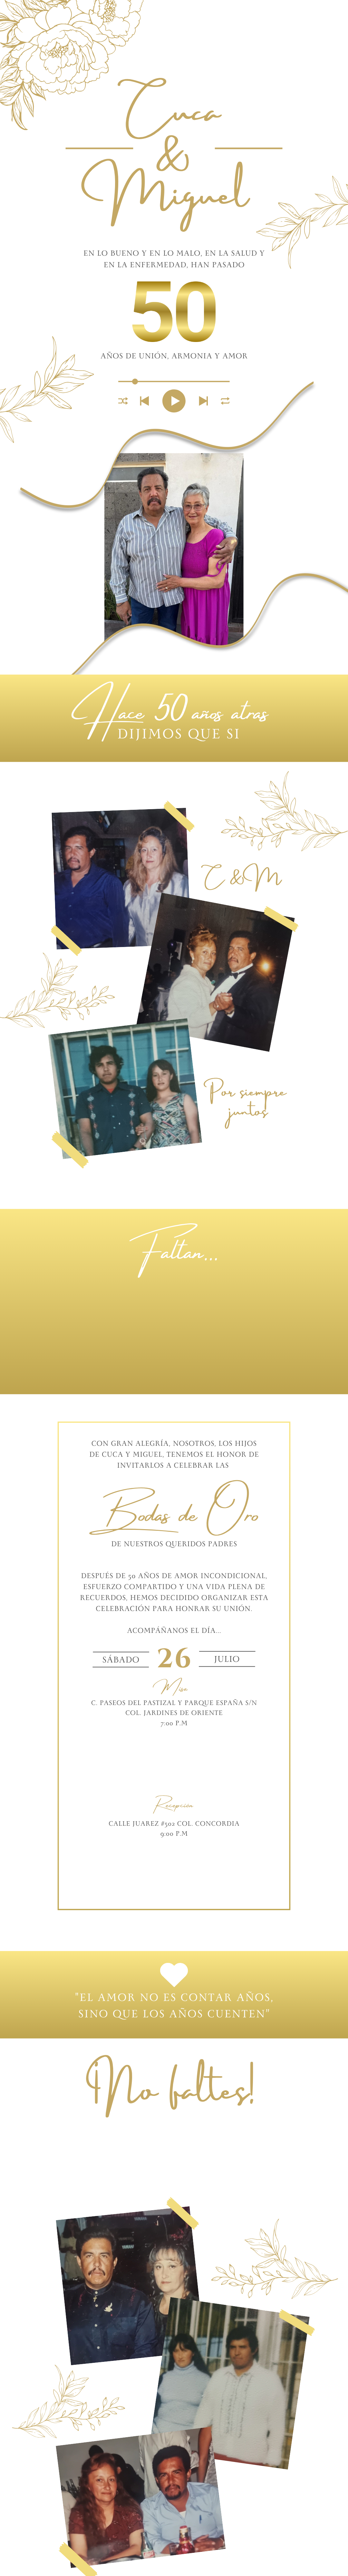 Cuca
&
Miguel
EN LO BUENO Y EN LO MALO, EN LA SALUD Y
EN LA ENFERMEDAD, HAN PASADO
50
AÑOS DE UNIÓN, ARMONIA Y AMOR
Hace 50 años atras
DIJIMOS QUE SI
C &M
Por siempre
juntos
Faltan...
CON GRAN ALEGRÍA, NOSOTROS, LOS HIJOS
DE CUCA Y MIGUEL, TENEMOS EL HONOR DE
INVITARLOS A CELEBRAR LAS
Bodas de Oro
DE NUESTROS QUERIDOS PADRES
DESPUÉS DE 50 AÑOS DE AMOR INCONDICIONAL,
ESFUERZO COMPARTIDO Y UNA VIDA PLENA DE
RECUERDOS, HEMOS DECIDIDO ORGANIZAR ESTA
CELEBRACIÓN PARA HONRAR SU UNIÓN.
ACOMPÁÑANOS EL DÍA...
SÁBADO 26 JULIO
Misa
C. PASEOS DEL PASTIZAL Y PARQUE ESPAÑA S/N
COL. JARDINES DE ORIENTE
7:00 P.M
Recepción
CALLE JUAREZ #502 COL. CONCORDIA
9:00 P.M
"EL AMOR NO ES CONTAR AÑOS,
SINO QUE LOS AÑOS CUENTEN"
¡No faltes!